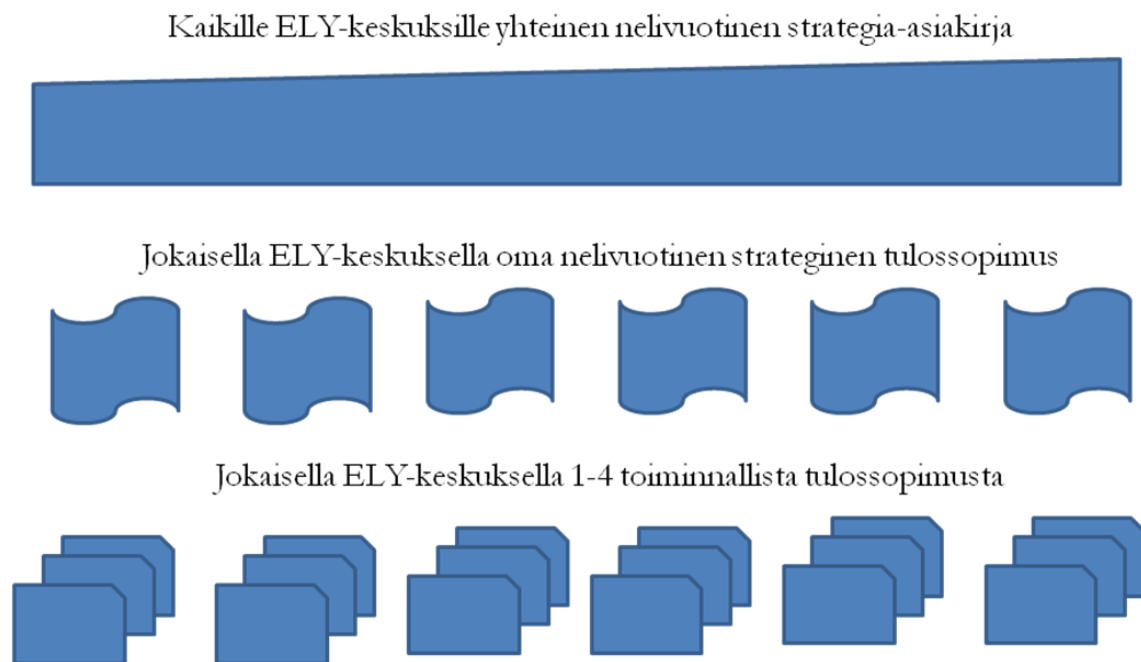 Kaikille ELY-keskuksille yhteinen nelivuotinen strategia-asiakirja
Jokaisella ELY-keskuksella oma nelivuotinen strateginen tulossopimus
Jokaisella ELY-keskuksella 1-4 toiminnallista tulossopimusta